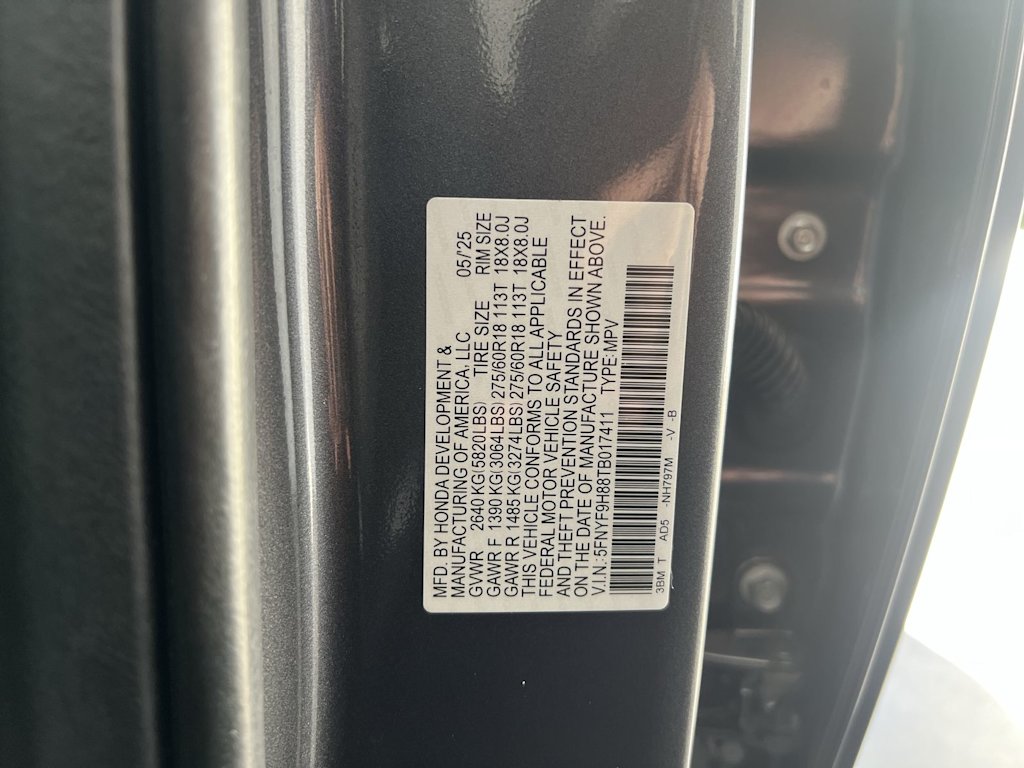 MFD. BY HONDA DEVELOPMENT &
MANUFACTURING OF AMERICA, LLC 05/25
GVWR 2640 KG(5820LBS) TIRE SIZE RIM SIZE
GAWR F 1390 KG(3064LBS) 275/60R18 113T 18X8.0J
GAWR R 1485 KG(3274LBS) 275/60R18 113T 18X8.0J
THIS VEHICLE CONFORMS TO ALL APPLICABLE
FEDERAL MOTOR VEHICLE SAFETY
AND THEFT PREVENTION STANDARDS IN EFFECT
ON THE DATE OF MANUFACTURE SHOWN ABOVE.
V.I.N.:5FNYF9H88TB017411 TYPE:MPV
3BM T AD5 -NH797M -V -B